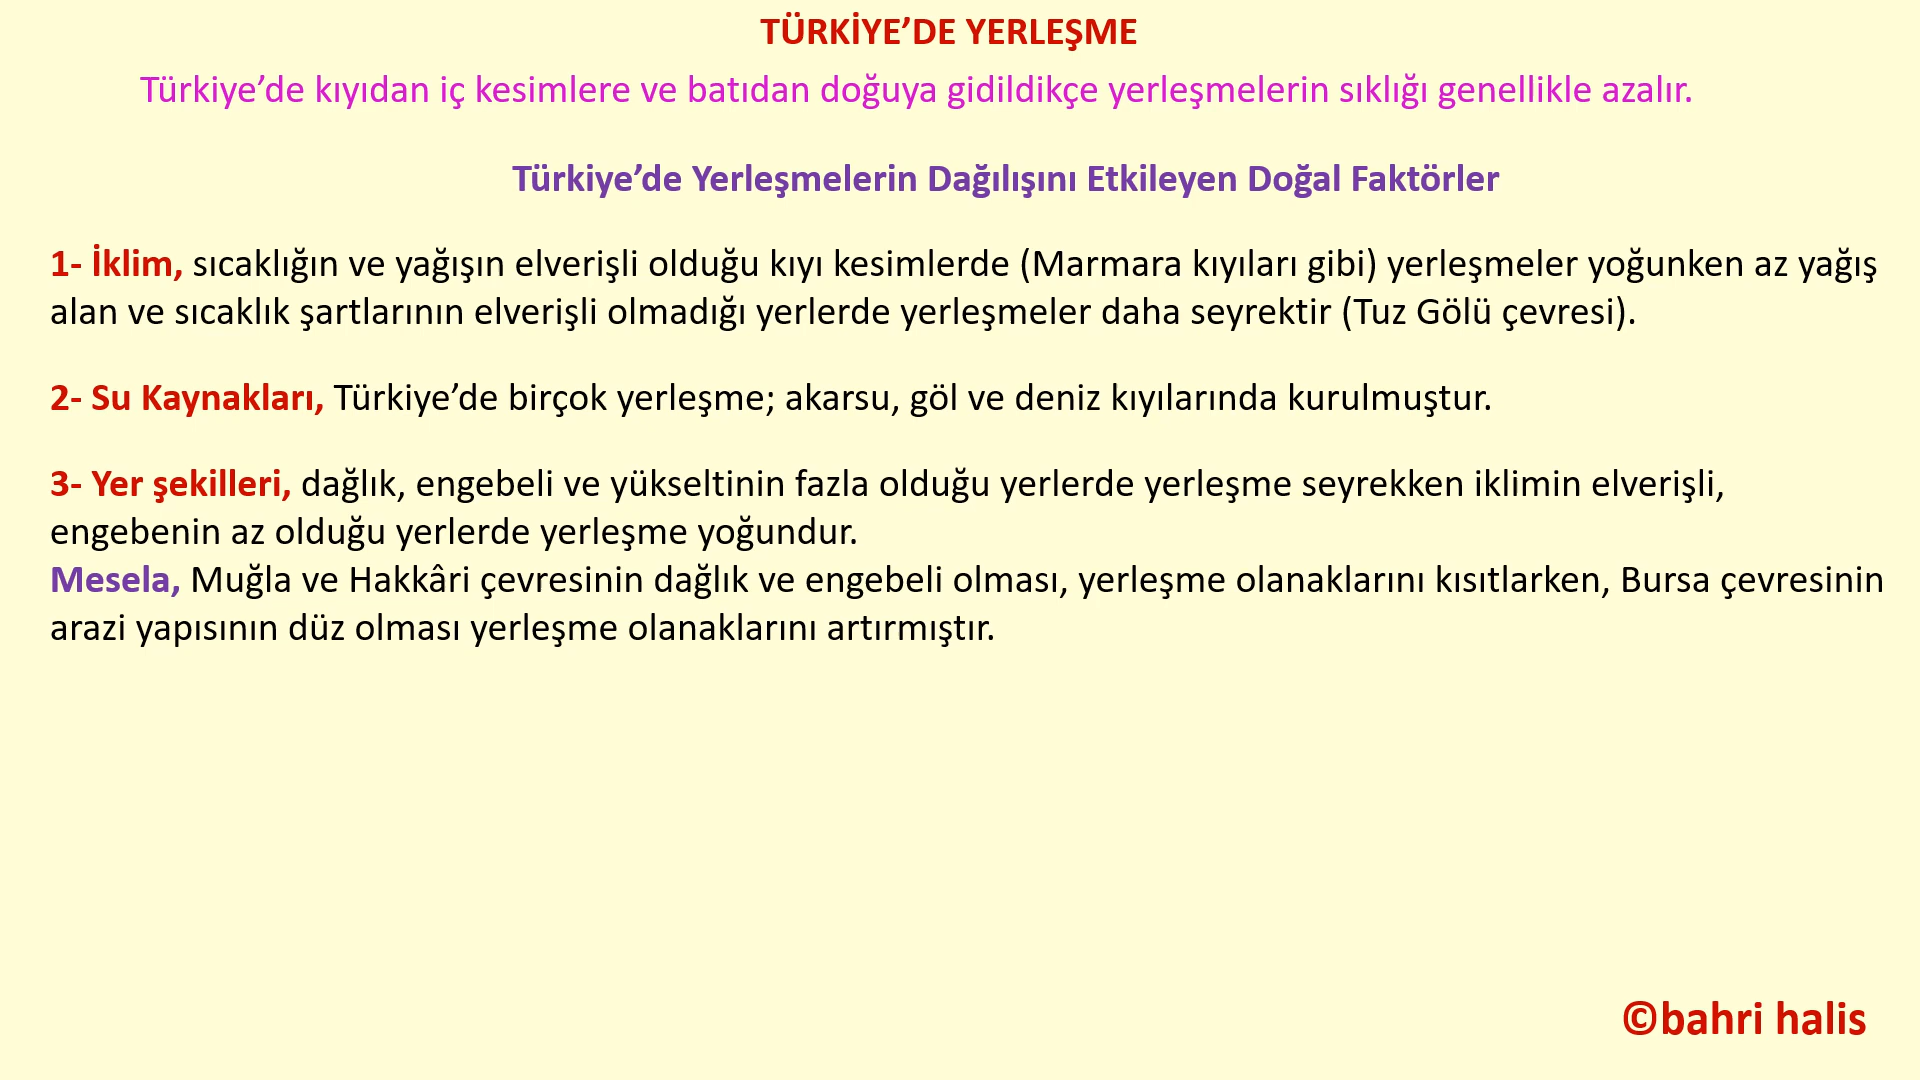 TÜRKİYE’DE YERLEŞME
Türkiye’de kıyıdan iç kesimlere ve batıdan doğuya gidildikçe yerleşmelerin sıklığı genellikle azalır.
Türkiye’de Yerleşmelerin Dağılışını Etkileyen Doğal Faktörler
1- İklim, sıcaklığın ve yağışın elverişli olduğu kıyı kesimlerde (Marmara kıyıları gibi) yerleşmeler yoğunken az yağış
alan ve sıcaklık şartlarının elverişli olmadığı yerlerde yerleşmeler daha seyrektir (Tuz Gölü çevresi).
2- Su Kaynakları, Türkiye’de birçok yerleşme; akarsu, göl ve deniz kıyılarında kurulmuştur.
3- Yer şekilleri, dağlık, engebeli ve yükseltinin fazla olduğu yerlerde yerleşme seyrekken iklimin elverişli,
engebenin az olduğu yerlerde yerleşme yoğundur.
Mesela, Muğla ve Hakkâri çevresinin dağlık ve engebeli olması, yerleşme olanaklarını kısıtlarken, Bursa çevresinin
arazi yapısının düz olması yerleşme olanaklarını artırmıştır.
©bahri halis